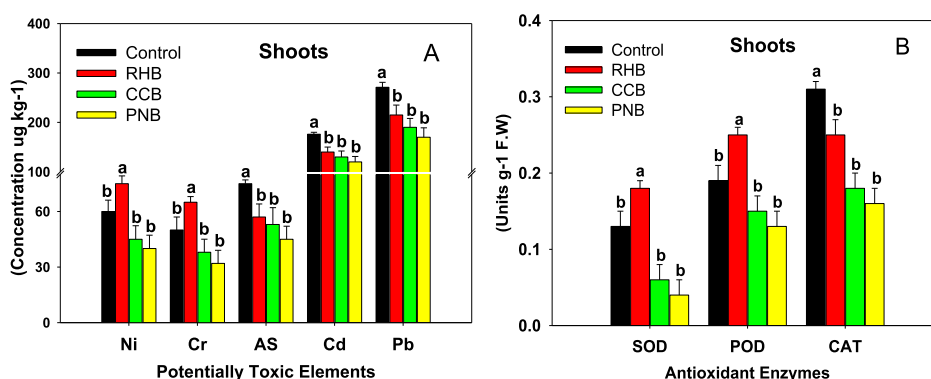 400
300
200
100
60
30
0
(Concentration ug kg-1)
Shoots
A
Control
RHB
CCB
PNB
b a b b
b a b b
a b b b
a b b b
a b b b
Ni Cr AS Cd Pb
Potentially Toxic Elements
0.4
0.3
0.2
0.1
0.0
(Units g-1 F.W)
Shoots
B
Control
RHB
CCB
PNB
b a b b
b a b b
a b b b
SOD POD CAT
Antioxidant Enzymes